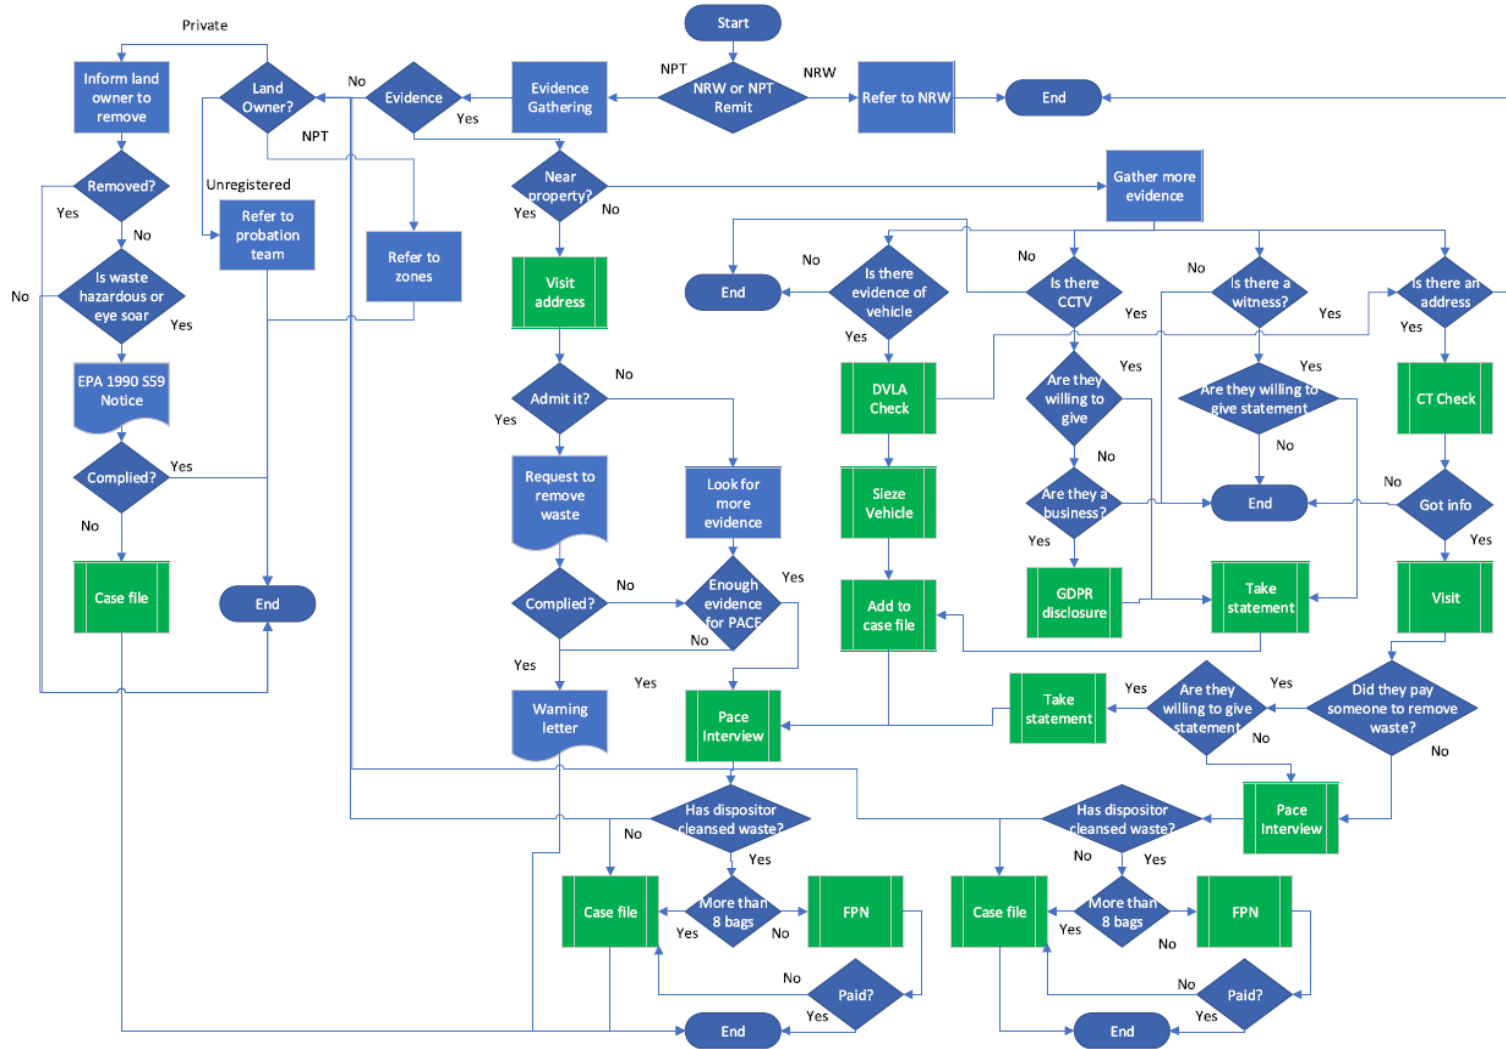 Start
Private
Inform land
owner to
remove
Land
Owner?
No
Evidence
Yes
Evidence
Gathering
NPT
NRW or NPT
Remit
NRW
Refer to NRW
End
NPT
Removed?
Yes
No
Unregistered
Refer to
probation
team
Refer to
zones
Near
property?
Yes
No
Gather more
evidence
Is waste
hazardous or
eye soar
No
Yes
Visit
address
End
No
Is there
evidence of
vehicle
Yes
No
Is there
CCTV
Yes
No
Is there a
witness?
Yes
Is there an
address
Yes
EPA 1990 S59
Notice
Admit it?
No
Yes
DVLA
Check
Are they
willing to
give
Yes
No
Are they willing to
give statement
Yes
No
CT Check
Complied?
Yes
No
Request to
remove
waste
Look for
more
evidence
Sieze
Vehicle
Are they a
business?
Yes
End
No
Got info
Yes
Case file
End
Complied?
No
Yes
Enough
evidence
for PACE
Yes
No
Add to
case file
GDPR
disclosure
Take
statement
Visit
Warning
letter
Yes
Pace
Interview
Take
statement
Yes
Are they
willing to give
statement
No
Yes
Did they pay
someone to remove
waste?
No
Has dispositor
cleansed waste?
No
Yes
Has dispositor
cleansed waste?
No
Yes
Pace
Interview
Case file
More than
8 bags
Yes
No
FPN
Case file
More than
8 bags
Yes
No
FPN
No
Paid?
Yes
End
No
Paid?
Yes
End